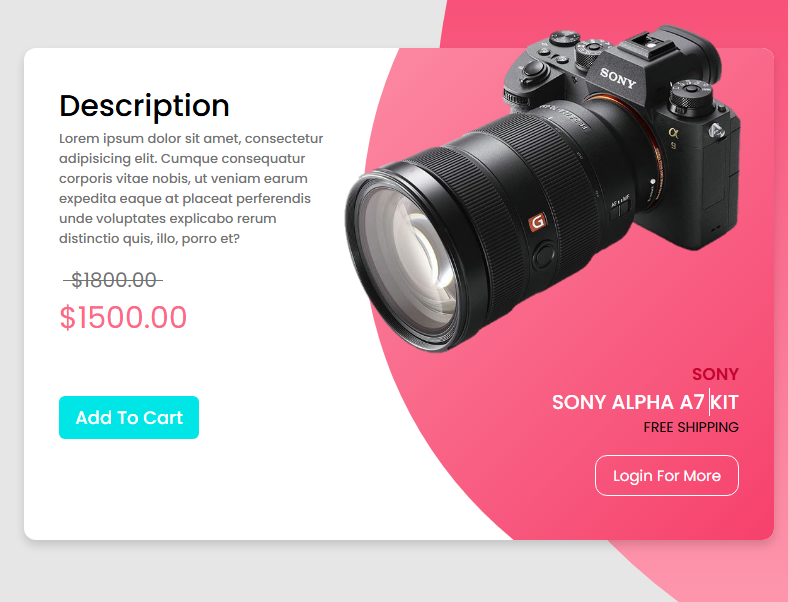 SONY
α
9
G
Description
Lorem ipsum dolor sit amet, consectetur
adipisicing elit. Cumque consequatur
corporis vitae nobis, ut veniam earum
expedita eaque at placeat perferendis
unde voluptates explicabo rerum
distinctio quis, illo, porro et?
$1800.00
$1500.00
Add To Cart
SONY
SONY ALPHA A7 KIT
FREE SHIPPING
Login For More